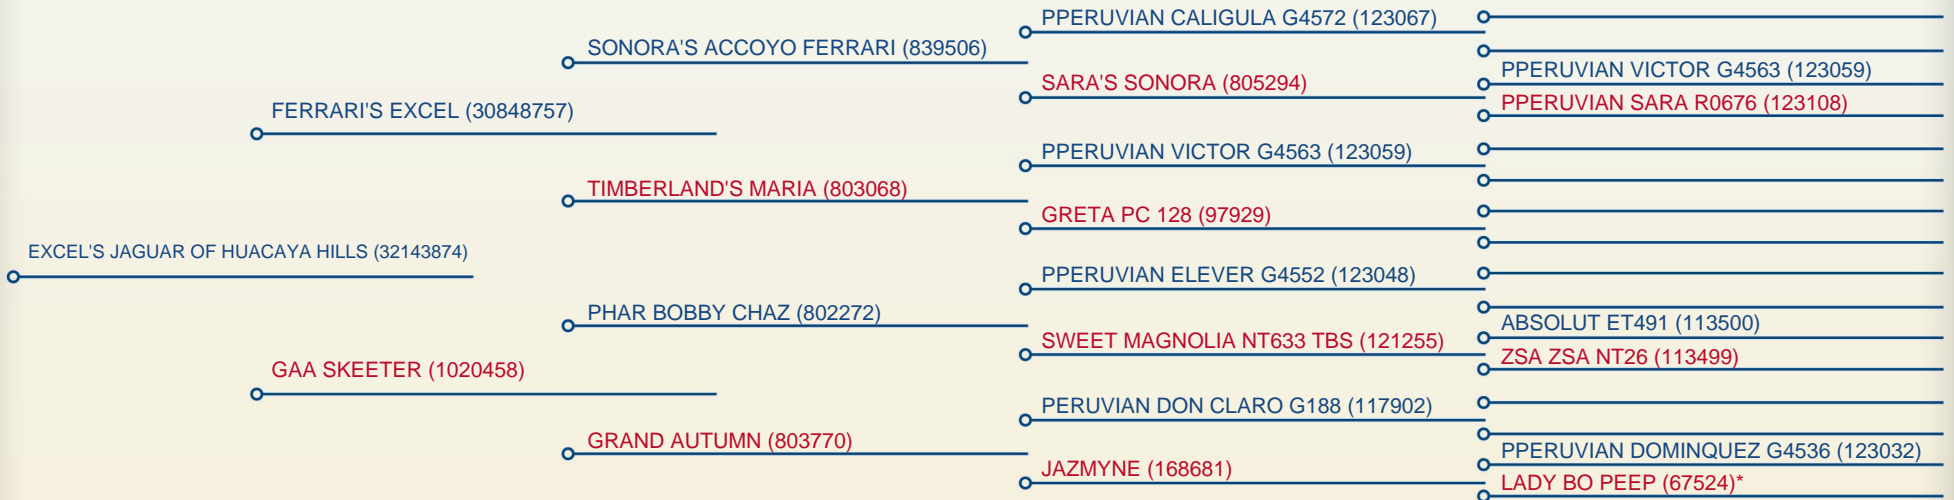 PPERUVIAN CALIGULA G4572 (123067)
SONORA'S ACCOYO FERRARI (839506)
PPERUVIAN VICTOR G4563 (123059)
SARA'S SONORA (805294)
PPERUVIAN SARA R0676 (123108)
FERRARI'S EXCEL (30848757)
PPERUVIAN VICTOR G4563 (123059)
TIMBERLAND'S MARIA (803068)
GRETA PC 128 (97929)
EXCEL'S JAGUAR OF HUACAYA HILLS (32143874)
PPERUVIAN ELEVER G4552 (123048)
PHAR BOBBY CHAZ (802272)
ABSOLUT ET491 (113500)
SWEET MAGNOLIA NT633 TBS (121255)
ZSA ZSA NT26 (113499)
GAA SKEETER (1020458)
PERUVIAN DON CLARO G188 (117902)
GRAND AUTUMN (803770)
PPERUVIAN DOMINQUEZ G4536 (123032)
JAZMYNE (168681)
LADY BO PEEP (67524)*